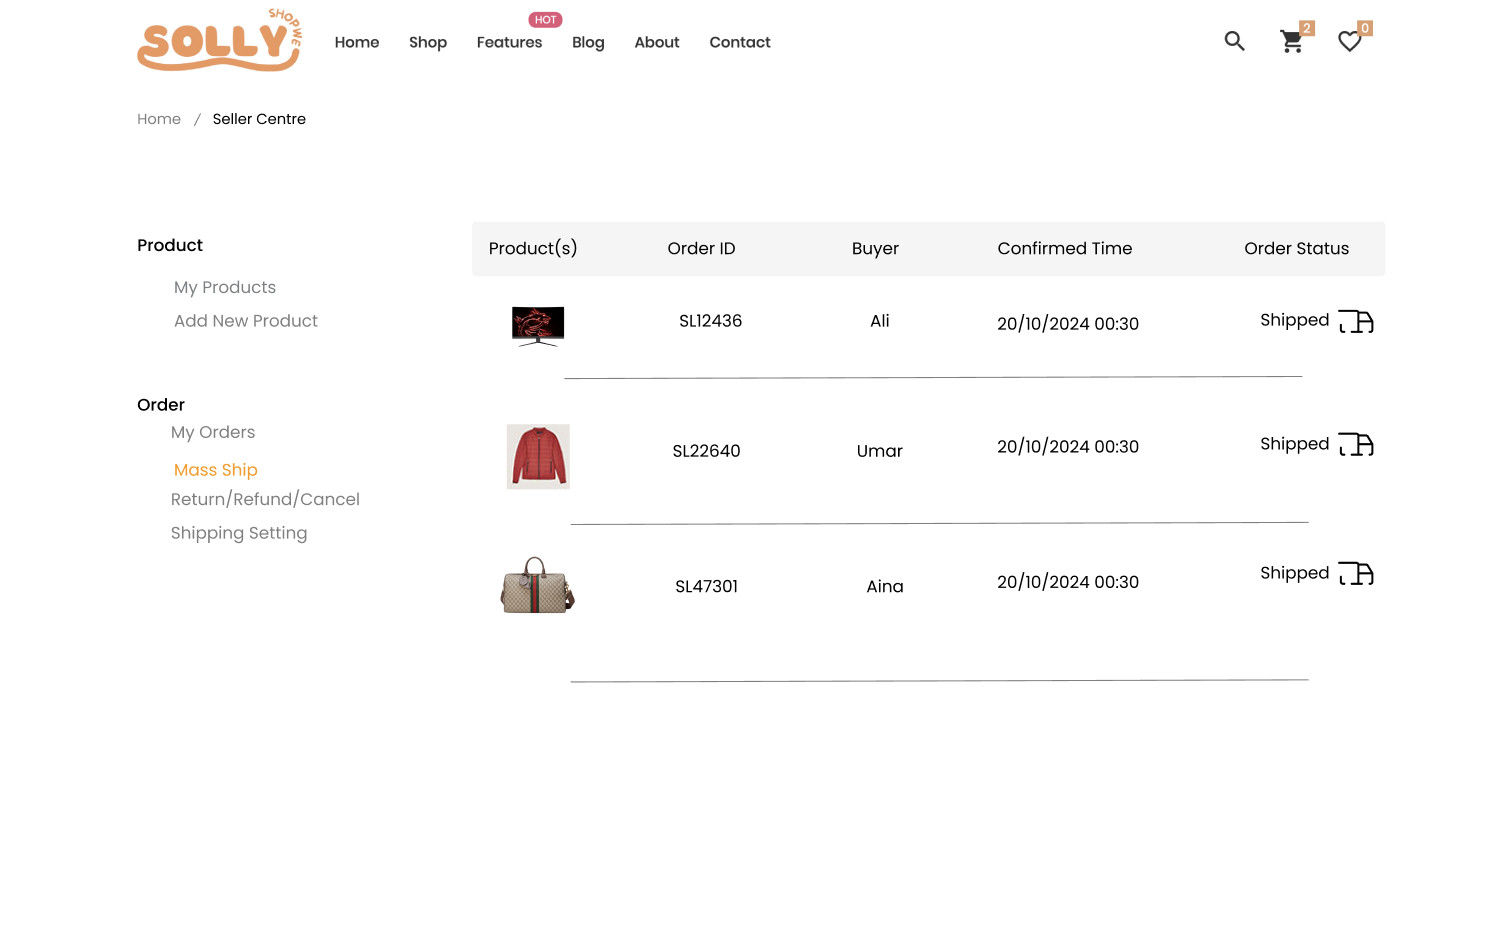 SHOPWE
SOLLY
Home Shop Features HOT Blog About Contact 2 0
Home / Seller Centre
Product
My Products
Add New Product
Order
My Orders
Mass Ship
Return/Refund/Cancel
Shipping Setting
Product(s) Order ID Buyer Confirmed Time Order Status
SL12436 Ali 20/10/2024 00:30 Shipped
SL22640 Umar 20/10/2024 00:30 Shipped
SL47301 Aina 20/10/2024 00:30 Shipped